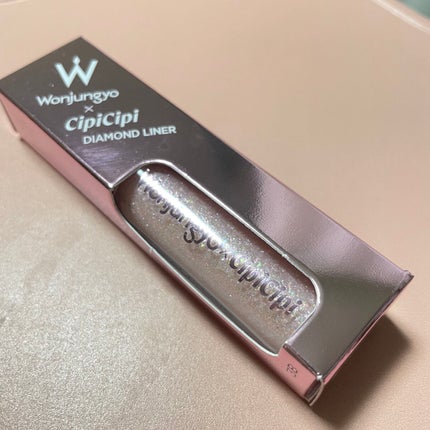 W
Wonjungyo
×
CipiCipi
DIAMOND LINER
Wonjungyo × CipiCipi